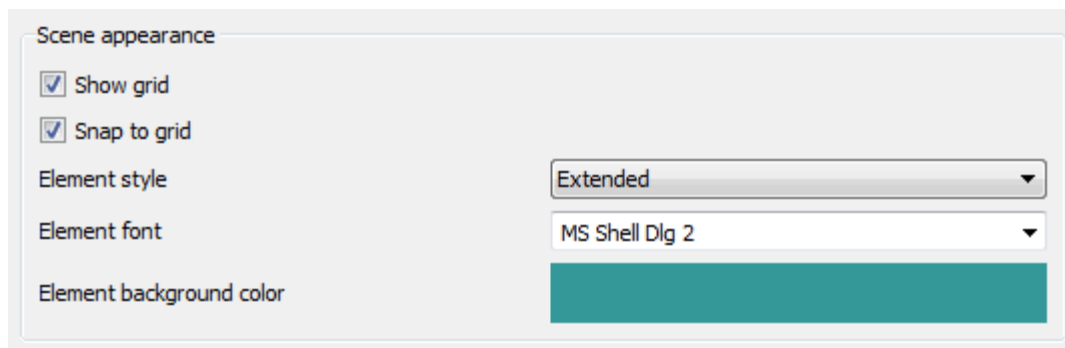 Scene appearance
Show grid
Snap to grid
Element style Extended
Element font MS Shell Dlg 2
Element background color